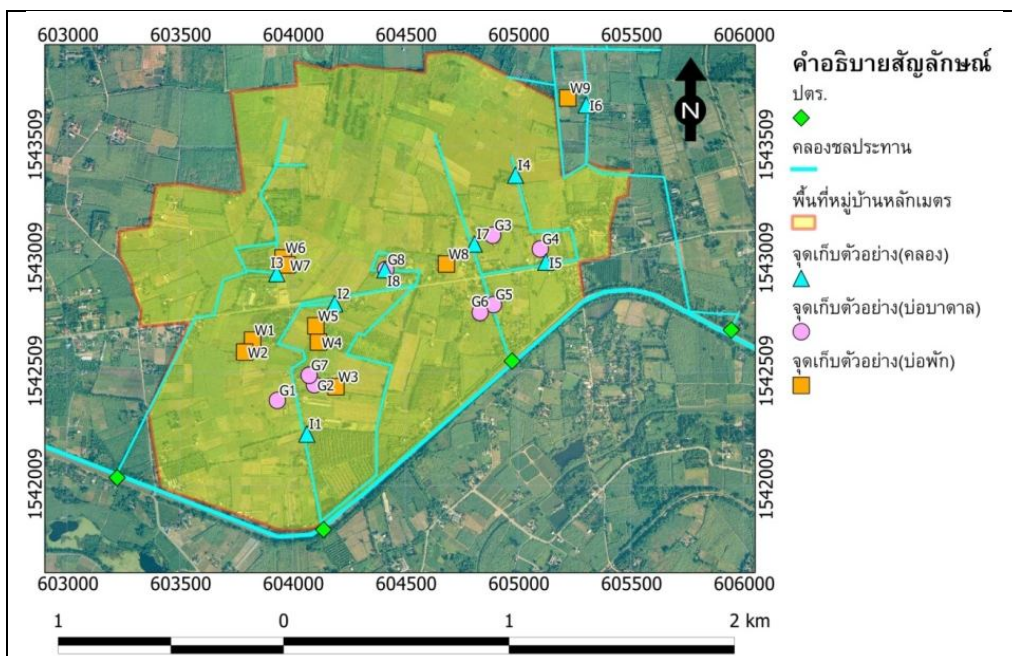 603000 603500 604000 604500 605000 605500 606000
1543509
1543009
1542509
1542009
W9
I6
I4
G3
I7
G4
W6
W8
W7
G8
I3
I5
I8
I2
G5
G6
W5
W1
W4
W2
G7
W3
G2
G1
I1
N
1543509
1543009
1542509
1542009
603000 603500 604000 604500 605000 605500 606000
1 0 1 2 km
คำอธิบายสัญลักษณ์
ปตร.
คลองชลประทาน
พื้นที่หมู่บ้านหลักเมตร
จุดเก็บตัวอย่าง(คลอง)
จุดเก็บตัวอย่าง(บ่อบาดาล)
จุดเก็บตัวอย่าง(บ่อพัก)